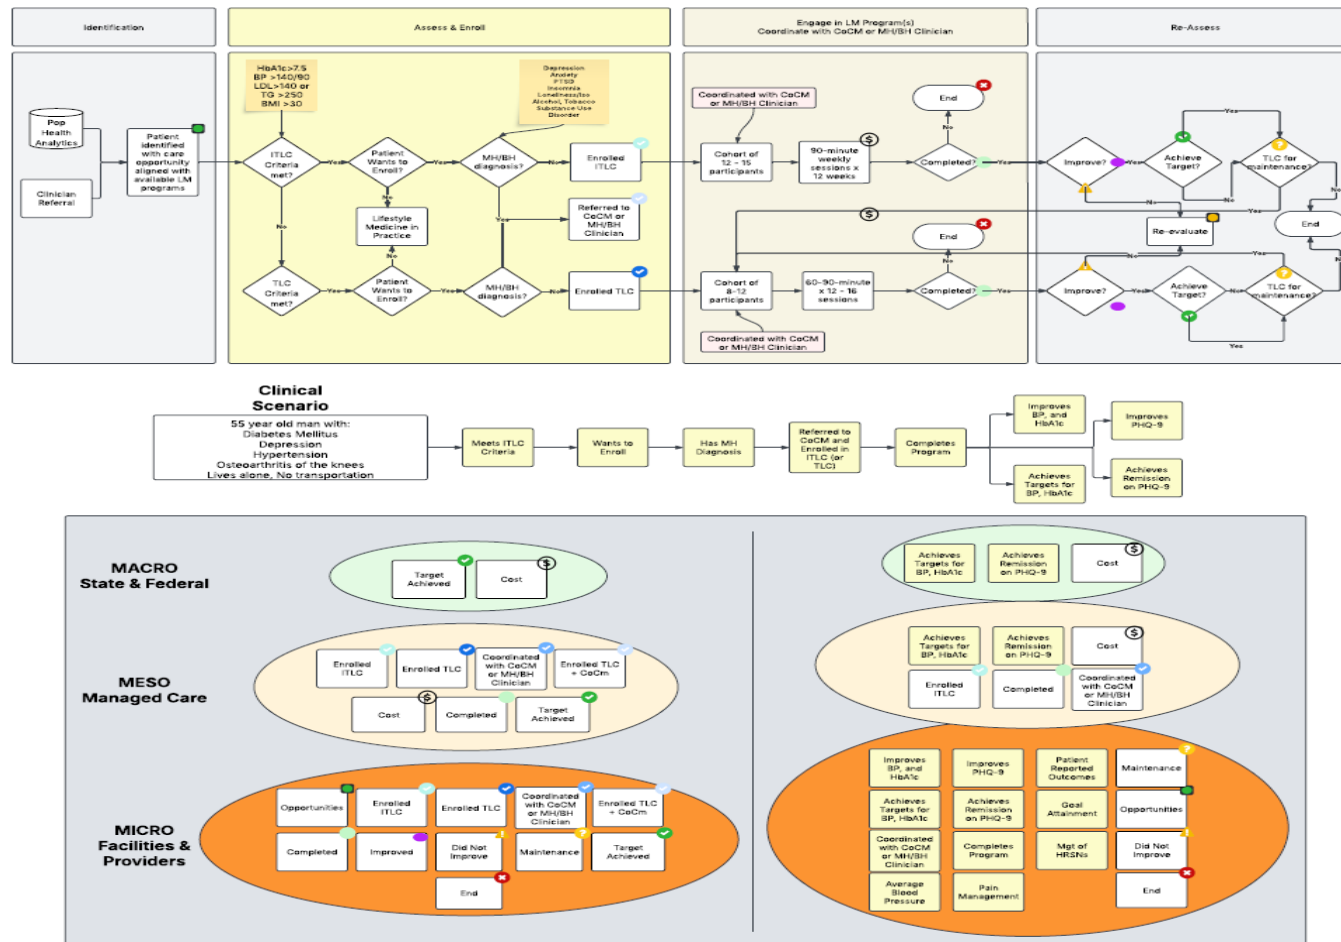 Identification
Assess & Enroll
Engage in LM Program(s)
Coordinate with CoCM or MH/BH Clinician
Re-Assess
HbA1c>7.5
BP >140/90
LDL>140 or
TG >250
BMI >30
Depression
Anxiety
PTSD
Insomnia
Loneliness/Iso
Alcohol, Tobacco
Substance Use
Disorder
Pop
Health
Analytics
Clinician
Referral
Patient
identified
with care
opportunity
aligned with
available LM
programs
ITLC
Criteria
met?
Yes
Patient
Wants to
Enroll?
Yes
MH/BH
diagnosis?
No
Enrolled
ITLC
No
No
Lifestyle
Medicine in
Practice
No
Yes
Referred to
CoCM or
MH/BH
Clinician
TLC
Criteria
met?
Yes
Patient
Wants to
Enroll?
Yes
MH/BH
diagnosis?
No
Enrolled TLC
Coordinated with CoCM
or MH/BH Clinician
Cohort of
12 - 15
participants
90-minute
weekly
sessions x
12 weeks
$
Completed?
No
End
Yes
$
Cohort of
8-12
participants
60-90-minute
x 12 - 16
sessions
Completed?
No
End
Yes
Coordinated with CoCM
or MH/BH Clinician
Improve?
Yes
Achieve
Target?
Yes
No
?
TLC for
maintenance?
Yes
No
End
No
Re-evaluate
No
Improve?
Yes
Achieve
Target?
No
Yes
?
TLC for
maintenance?
Yes
No
Clinical
Scenario
55 year old man with:
Diabetes Mellitus
Depression
Hypertension
Osteoarthritis of the knees
Lives alone, No transportation
Meets ITLC
Criteria
Wants to
Enroll
Has MH
Diagnosis
Referred to
CoCM and
Enrolled in
ITLC (or
TLC)
Completes
Program
Improves
BP, and
HbA1c
Achieves
Targets for
BP, HbA1c
Improves
PHQ-9
Achieves
Remission
on PHQ-9
MACRO
State & Federal
Target
Achieved
Cost
$
Achieves
Targets for
BP, HbA1c
Achieves
Remission
on PHQ-9
Cost
$
MESO
Managed Care
Enrolled
ITLC
Enrolled TLC
Coordinated
with CoCM
or MH/BH
Clinician
Enrolled TLC
+ CoCm
Cost
$
Completed
Target
Achieved
Achieves
Targets for
BP, HbA1c
Achieves
Remission
on PHQ-9
Cost
$
Enrolled
ITLC
Completed
Coordinated
with CoCM
or MH/BH
Clinician
MICRO
Facilities &
Providers
Opportunities
Enrolled
ITLC
Enrolled TLC
Coordinated
with CoCM
or MH/BH
Clinician
Enrolled TLC
+ CoCm
Completed
Improved
Did Not
Improve
Maintenance
?
Target
Achieved
End
Improves
BP, and
HbA1c
Improves
PHQ-9
Patient
Reported
Outcomes
Maintenance
?
Achieves
Targets for
BP, HbA1c
Achieves
Remission
on PHQ-9
Goal
Attainment
Opportunities
Coordinated
with CoCM or
MH/BH
Clinician
Completes
Program
Mgt of
HRSNs
Did Not
Improve
Average
Blood
Pressure
Pain
Management
End